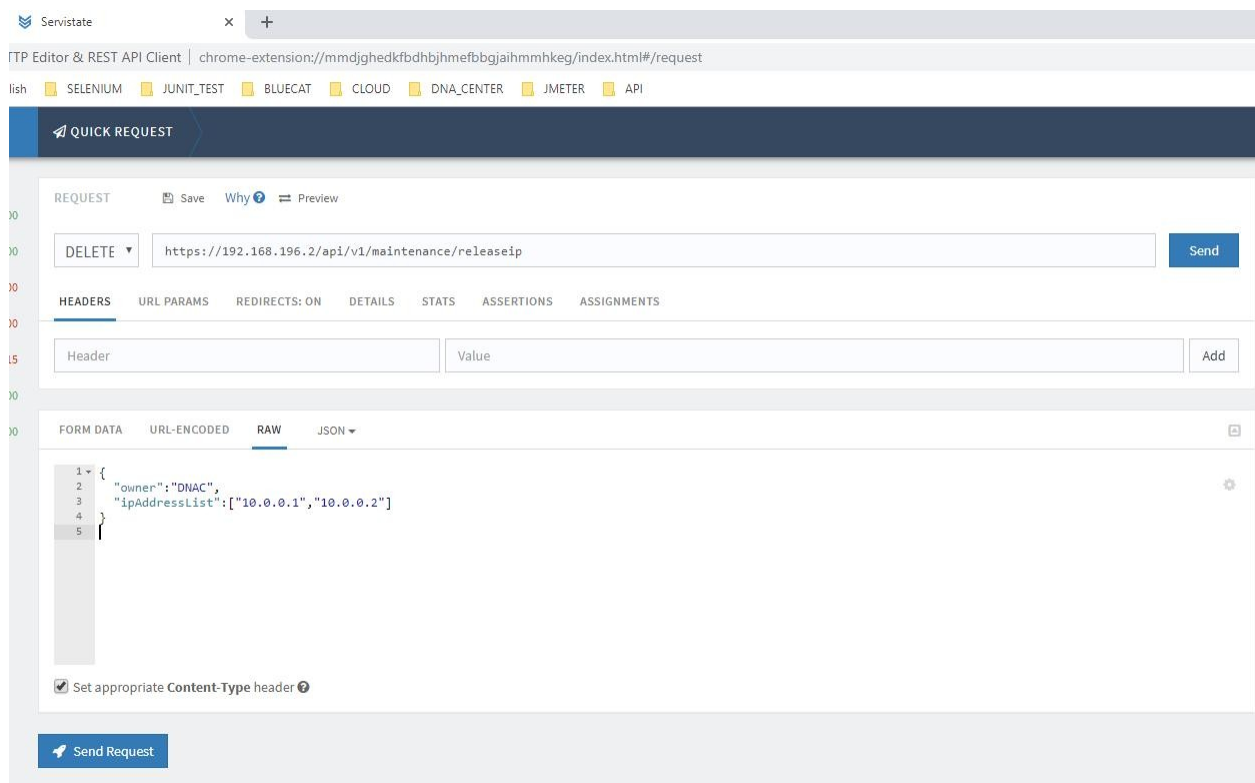 Servistate
TTP Editor & REST API Client | chrome-extension://mmdjghedkfbdhbjhmefbbgjaihmmhkeg/index.html#/request
lish SELENIUM JUNIT_TEST BLUECAT CLOUD DNA_CENTER JMETER API
QUICK REQUEST
REQUEST Save Why Preview
DELETE https://192.168.196.2/api/v1/maintenance/releaseip Send
HEADERS URL PARAMS REDIRECTS: ON DETAILS STATS ASSERTIONS ASSIGNMENTS
Header Value Add
15
FORM DATA URL-ENCODED RAW JSON
1 {
2 "owner":"DNAC",
3 "ipAddressList":["10.0.0.1","10.0.0.2"]
4 }
5
Set appropriate Content-Type header
Send Request